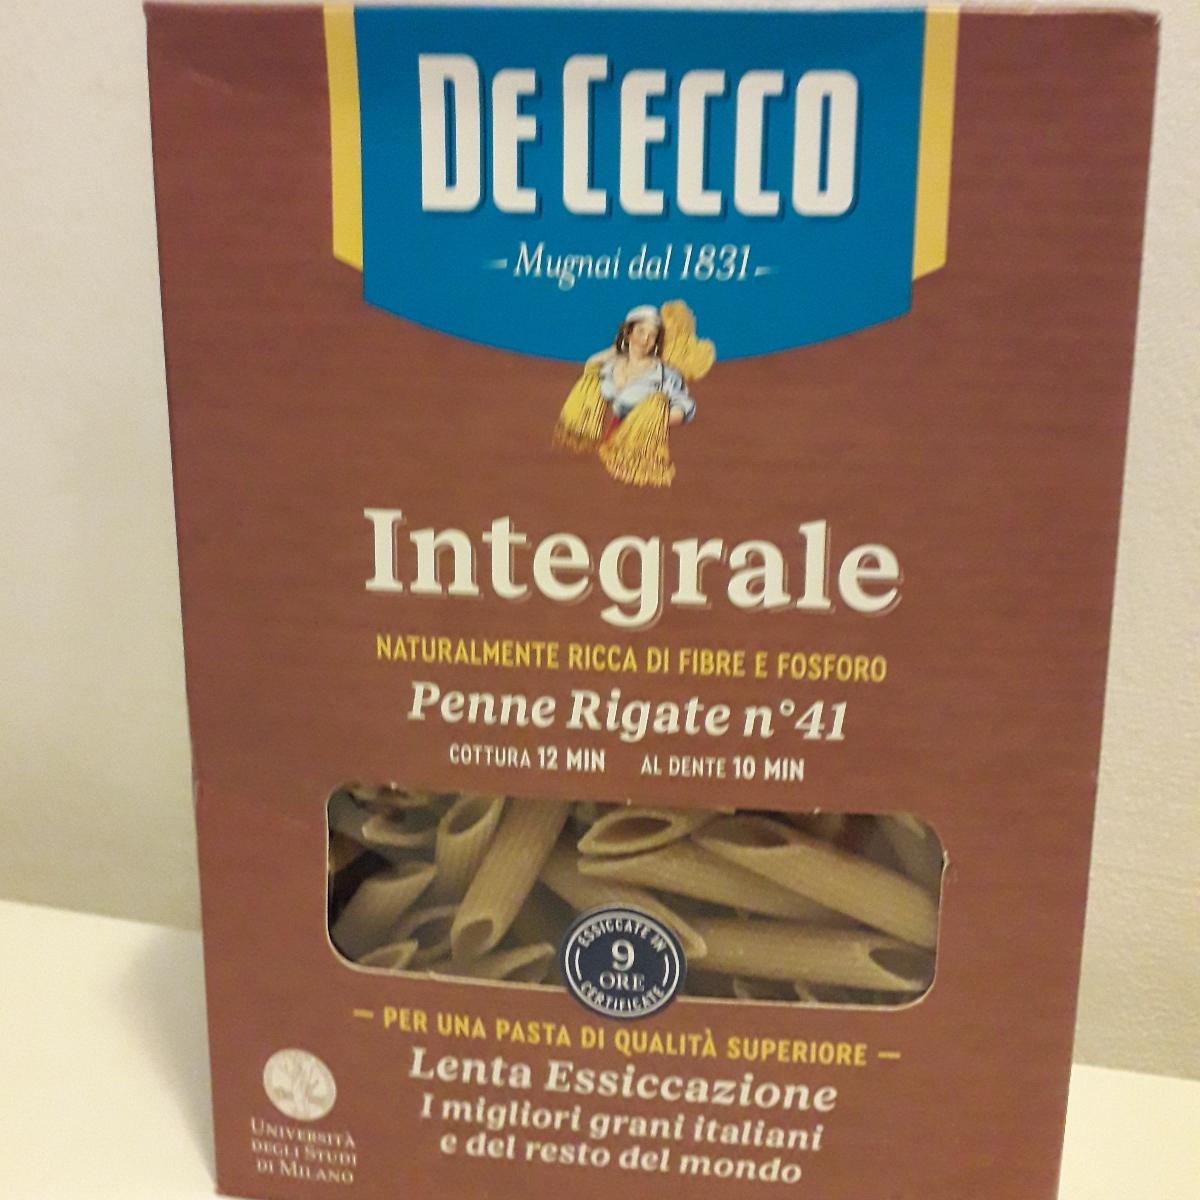 DE CECCO
- Mugnai dal 1831 -
Integrale
NATURALMENTE RICCA DI FIBRE E FOSFORO
Penne Rigate n°41
COTTURA 12 MIN AL DENTE 10 MIN
ESSICCATE IN
9
ORE
CERTIFICATE
— PER UNA PASTA DI QUALITÀ SUPERIORE —
Lenta Essiccazione
I migliori grani italiani
e del resto del mondo
UNIVERSITÀ
DEGLI STUDI
DI MILANO